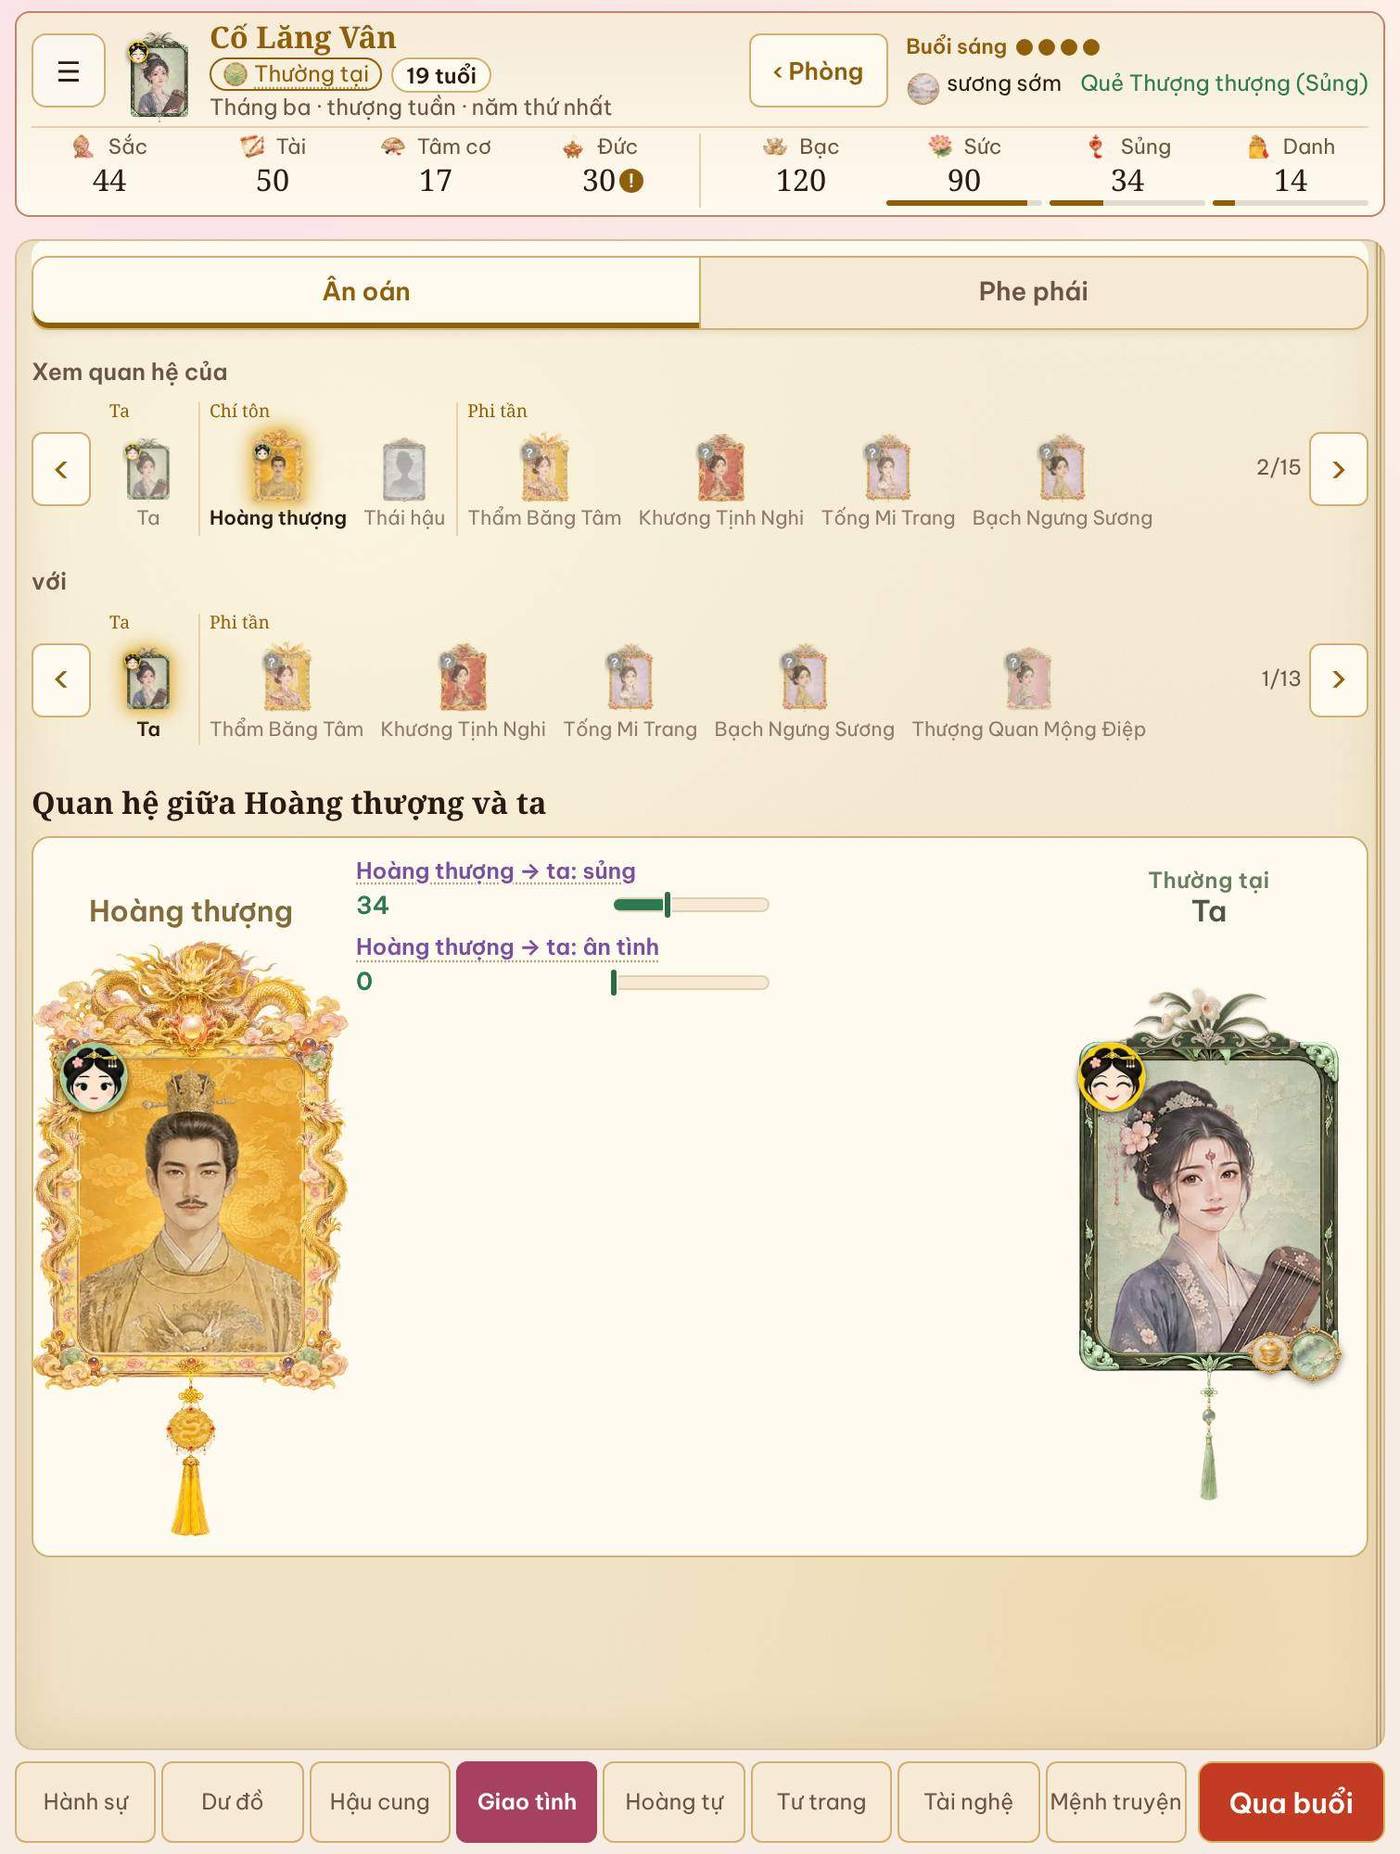 ☰
Cố Lăng Vân
Thường tại
19 tuổi
Tháng ba · thượng tuần · năm thứ nhất
‹ Phòng
Buổi sáng
sương sớm
Quẻ Thượng thượng (Sủng)
Sắc
44
Tài
50
Tâm cơ
17
Đức
30 !
Bạc
120
Sức
90
Sủng
34
Danh
14
Ân oán
Phe phái
Xem quan hệ của
Ta
Chí tôn
Phi tần
‹
?
?
?
?
2/15
›
Ta
Hoàng thượng
Thái hậu
Thẩm Băng Tâm
Khương Tịnh Nghi
Tống Mi Trang
Bạch Ngưng Sương
với
Ta
Phi tần
‹
?
?
?
?
?
1/13
›
Ta
Thẩm Băng Tâm
Khương Tịnh Nghi
Tống Mi Trang
Bạch Ngưng Sương
Thượng Quan Mộng Điệp
Quan hệ giữa Hoàng thượng và ta
Hoàng thượng
Hoàng thượng → ta: sủng
34
Hoàng thượng → ta: ân tình
0
Thường tại
Ta
Hành sự
Dư đồ
Hậu cung
Giao tình
Hoàng tự
Tư trang
Tài nghệ
Mệnh truyện
Qua buổi